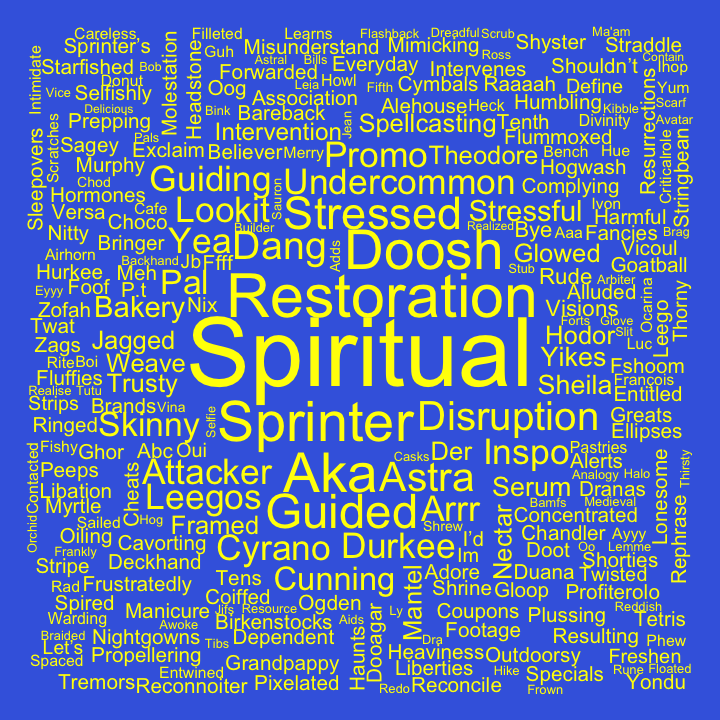 Careless,
Filleted
Learns
Flashback
Dreadful
Scrub
Ma'am
Sprinter's
Guh
Misunderstand
Mimicking
Shyster
Straddle
Starfished
Bob
Forwarded
Astral
Bills
Everyday
Intervenes
Ross
Shouldn't
Contain
Ihop
Intimidate
Donut
Molestation
Headstone
Vice
Selfishly
Oog
Leja
Howl
Fifth
Cymbals
Raaaah
Define
Yum
Delicious
Association
Alehouse
Heck
Humbling
Kibble
Scarf
Prepping
Bink
Bareback
Jean
Spellcasting
Tenth
Divinity
Avatar
Pals
Intervention
Flummoxed
Resurrections
Sagey
Exclaim
Believer
Merry
Promo
Theodore
Bench
Hue
Criticalrole
Stringbean
Sleepovers
Scratches
Murphy
Hogwash
Chod
Guiding
Undercommon
Complying
Hormones
Sauron
Ivon
Versa
Cafe
Lookit
Stressed
Stressful
Harmful
Choco
Builder
Realized
Bye
Aaa
Fancies
Brag
Nitty
Bringer
Yea
Dang
Adds
Doosh
Glowed
Vicoul
Airhorn
Backhand
Jb
Ffff
Stub
Rude
Arbiter
Goatball
Hurkee
Meh
Pal
Alluded
Eyyy
Foof
P.t
Restoration
Visions
Ocarina
Leego
Thorny
Zofah
Bakery
Nix
Forts
Glove
Twat
Spiritual
Hodor
Slit
Zags
Jagged
Luc
Rite
Boi
Weave
Yikes
Fshoom
Fluffies
Trusty
Sheila
François
Realise
Tutu
Entitled
Strips
Brands
Vina
Selfie
Sprinter
Disruption
Greats
Ringed
Skinny
Ellipses
Fishy
Ghor
Abc
Oui
Casks
Der
Inspo
Pastries
Contacted
Peeps
Cheats
Attacker
Aka
Astra
Alerts
Analogy
Halo
Lonesome
Thirsty
Libation
Leegos
Serum
Dranas
Myrtle
Guided
Arrr
Bamfs
Medieval
Orchid
Sailed
Hog
Framed
Shrew
Nectar
Concentrated
Rephrase
Oiling
Cavorting
Cyrano
Durkee
I'd
Chandler
Ayyy
Frankly
Im
Doot
Oo
Lemme
Stripe
Deckhand
Tens
Cunning
Adore
Duana
Shorties
Rad
Frustratedly
Mantel
Shrine
Gloop
Twisted
Coiffed
Profiterolo
Spired
Manicure
Jifs
Resource
Ogden
Ly
Coupons
Plussing
Reddish
Tetris
Warding
Awoke
Birkenstocks
Aids
Dooagar
Footage
Braided
Nightgowns
Tibs
Dependent
Haunts
Dra
Resulting
Phew
Let's
Propellering
Heaviness
Outdoorsy
Freshen
Spaced
Entwined
Grandpappy
Liberties
Hike
Specials
Rune
Floated
Tremors
Reconnoiter
Pixelated
Redo
Reconcile
Frown
Yondu